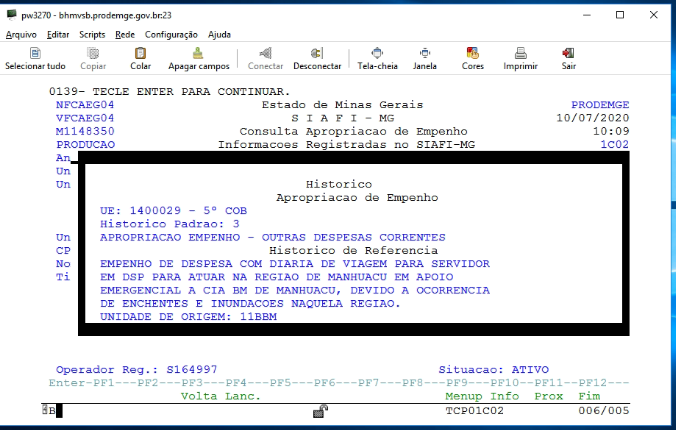 pw3270 - bhmvsb.prodemge.gov.br:23
Arquivo Editar Scripts Rede Configuração Ajuda
Selecionar tudo Copiar Colar Apagar campos Conectar Desconectar Tela-cheia Janela Cores Imprimir Sair
0139- TECLE ENTER PARA CONTINUAR.
NFCAEG04 Estado de Minas Gerais PRODEMGE
VFCAEG04 S I A F I - MG 10/07/2020
M1148350 Consulta Apropriacao de Empenho 10:09
PRODUCAO Informacoes Registradas no SIAFI-MG 1C02
An
Un
Un Historico
Apropriacao de Empenho
UE: 1400029 - 5º COB
Historico Padrao: 3
Un APROPRIACAO EMPENHO - OUTRAS DESPESAS CORRENTES
CP Historico de Referencia
No EMPENHO DE DESPESA COM DIARIA DE VIAGEM PARA SERVIDOR
Ti EM DSP PARA ATUAR NA REGIAO DE MANHUACU EM APOIO
EMERGENCIAL A CIA BM DE MANHUACU, DEVIDO A OCORRENCIA
DE ENCHENTES E INUNDACOES NAQUELA REGIAO.
UNIDADE DE ORIGEM: 11BBM
Operador Reg.: S164997 Situacao: ATIVO
Enter-PF1---PF2---PF3---PF4---PF5---PF6---PF7---PF8---PF9---PF10--PF11--PF12---
Volta Lanc. Menup Info Prox Fim
4B TCP01C02 006/005